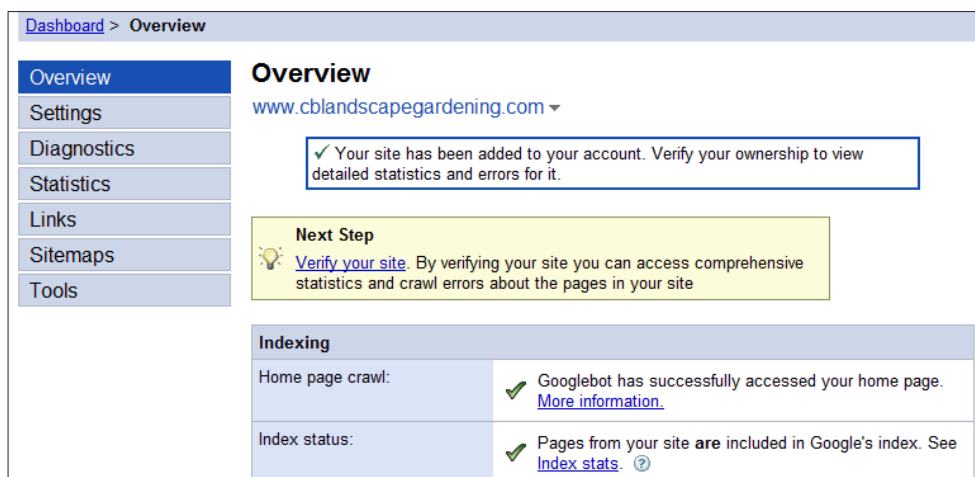 Dashboard > Overview
Overview
Settings
Diagnostics
Statistics
Links
Sitemaps
Tools
Overview
www.cblandscapegardening.com
Your site has been added to your account. Verify your ownership to view
detailed statistics and errors for it.
Next Step
Verify your site. By verifying your site you can access comprehensive
statistics and crawl errors about the pages in your site
Indexing
Home page crawl:
Googlebot has successfully accessed your home page.
More information.
Index status:
Pages from your site are included in Google's index. See
Index stats. ?